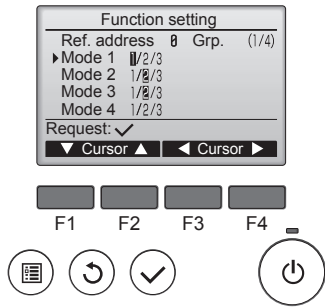 Function setting
Ref. address 0 Grp. (1/4)
Mode 1 1/2/3
Mode 2 1/2/3
Mode 3 1/2/3
Mode 4 1/2/3
Request: ✓
▼ Cursor ▲ ◀ Cursor ▶
F1 F2 F3 F4